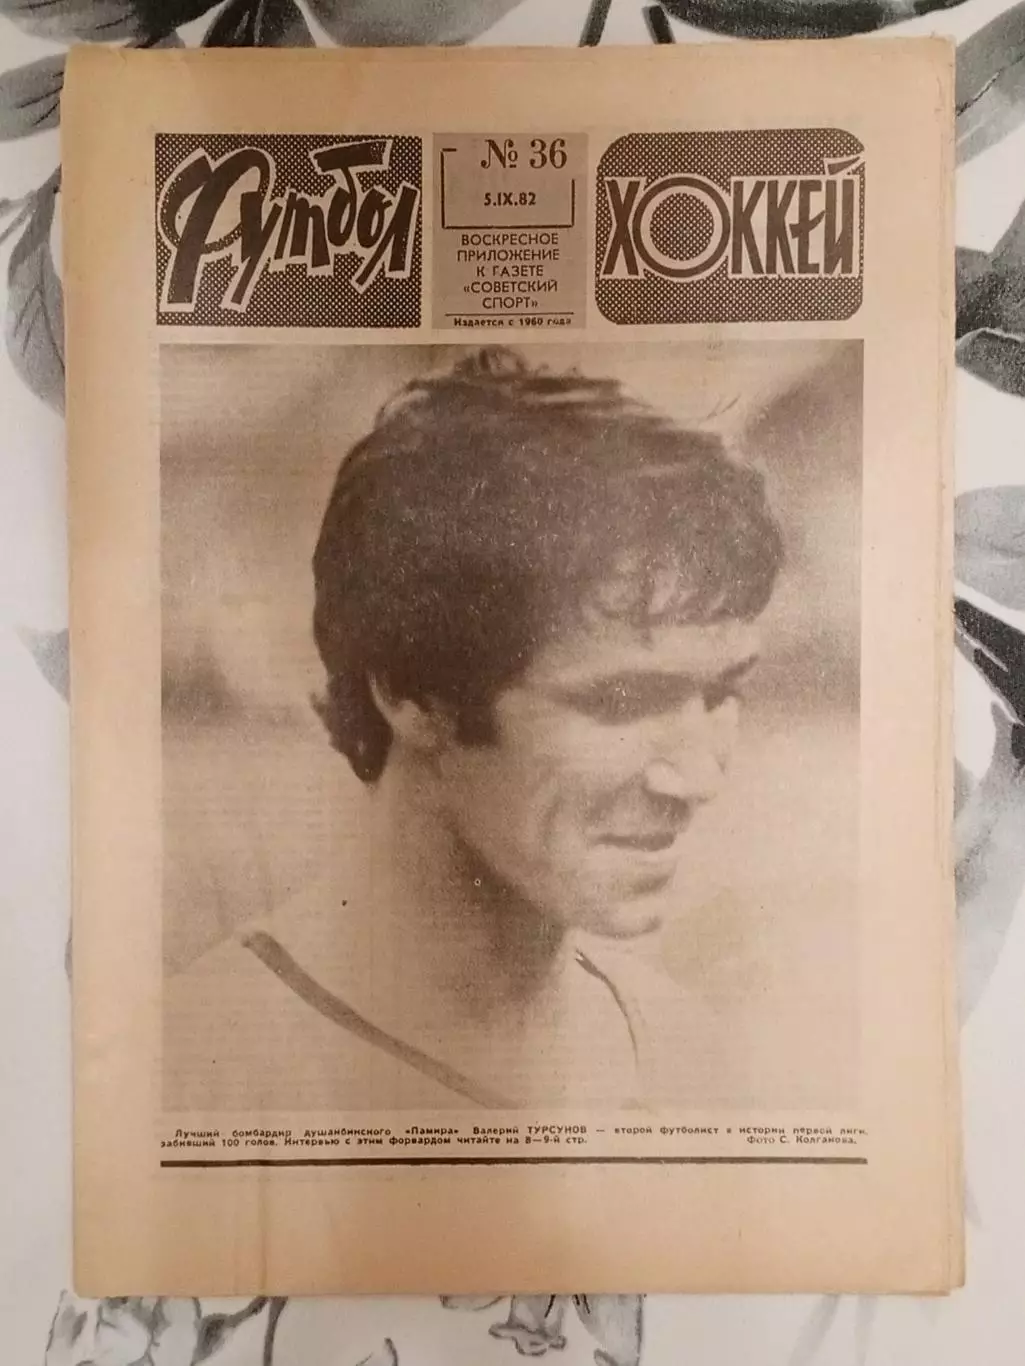 Футбол
№ 36
5.IX.82
ВОСКРЕСНОЕ
ПРИЛОЖЕНИЕ
К ГАЗЕТЕ
«СОВЕТСКИЙ
СПОРТ»
Издается с 1960 года
ХОККЕЙ
Лучший бомбардир душанбинского «Памира» Валерий ТУРСУНОВ — второй футболист в истории первой лиги,
забивший 100 голов. Интервью с этим форвардом читайте на 8—9-й стр. Фото С. Колганова.